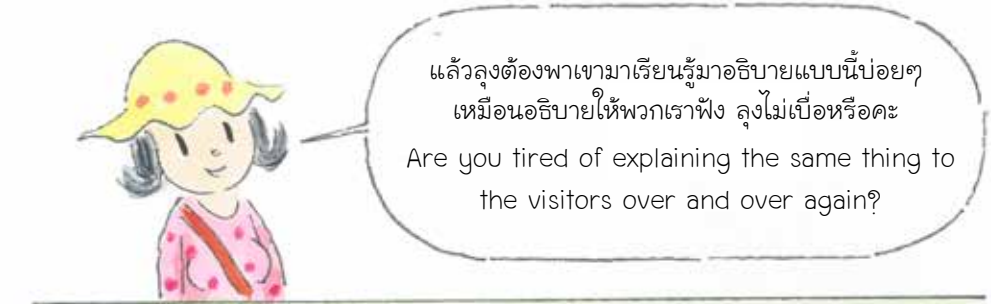 แล้วลุงต้องพาเขามาเรียนรู้มาอธิบายแบบนี้บ่อยๆ
เหมือนอธิบายให้พวกเราฟัง ลุงไม่เบื่อหรือคะ
Are you tired of explaining the same thing to
the visitors over and over again?